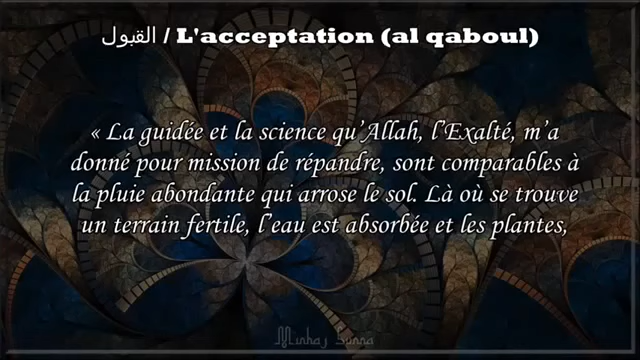 القبول / L'acceptation (al qaboul)
« La guidée et la science qu'Allah, l'Exalté, m'a
donné pour mission de répandre, sont comparables à
la pluie abondante qui arrose le sol. Là où se trouve
un terrain fertile, l'eau est absorbée et les plantes,
Minhaj Sunna